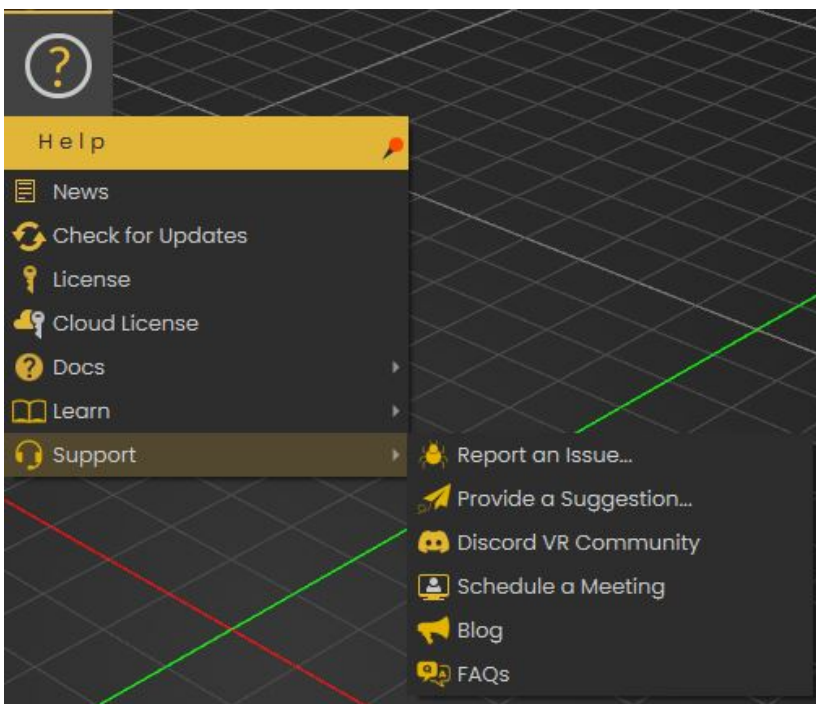 Help
News
Check for Updates
License
Cloud License
Docs
Learn
Support
Report an Issue...
Provide a Suggestion...
Discord VR Community
Schedule a Meeting
Blog
FAQs